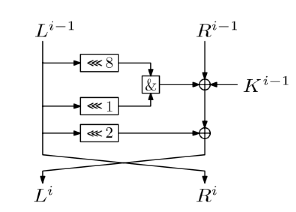 L^{i-1} R^{i-1}
⋘ 8
& ⊕ K^{i-1}
⋘ 1
⋘ 2 ⊕
L^i R^i